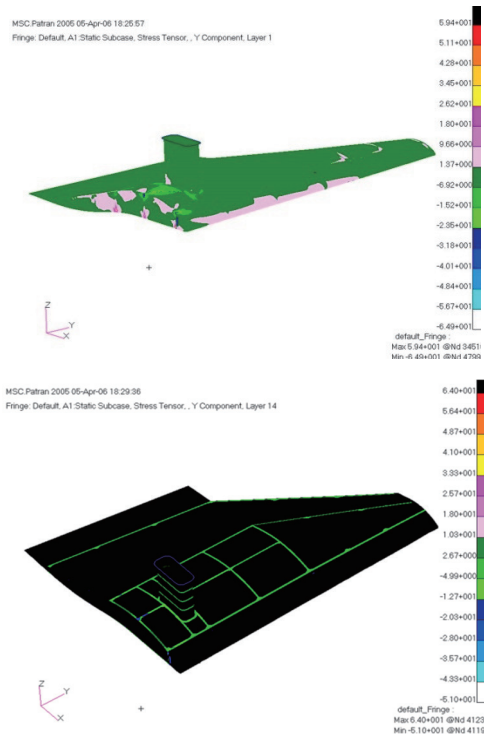 MSC.Patran 2005 05-Apr-06 18:25:57
Fringe: Default, A1:Static Subcase, Stress Tensor, , Y Component, Layer 1
5.94+001
5.11+001
4.28+001
3.45+001
2.62+001
1.80+001
9.66+000
1.37+000
-6.92+000
-1.52+001
-2.35+001
-3.18+001
-4.01+001
-4.84+001
-5.67+001
-6.49+001
Z
Y
X
default_Fringe :
Max 5.94+001 @Nd 3451
Min -6.49+001 @Nd 4799
MSC.Patran 2005 05-Apr-06 18:29:36
Fringe: Default, A1:Static Subcase, Stress Tensor, , Y Component, Layer 14
6.40+001
5.64+001
4.87+001
4.10+001
3.33+001
2.57+001
1.80+001
1.03+001
2.67+000
-4.99+000
-1.27+001
-2.03+001
-2.80+001
-3.57+001
-4.33+001
-5.10+001
Z
Y
X
default_Fringe :
Max 6.40+001 @Nd 4123
Min -5.10+001 @Nd 4119